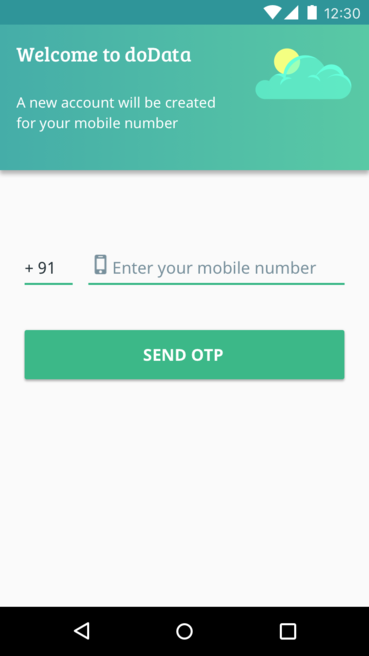 12:30
Welcome to doData
A new account will be created
for your mobile number
+ 91
Enter your mobile number
SEND OTP